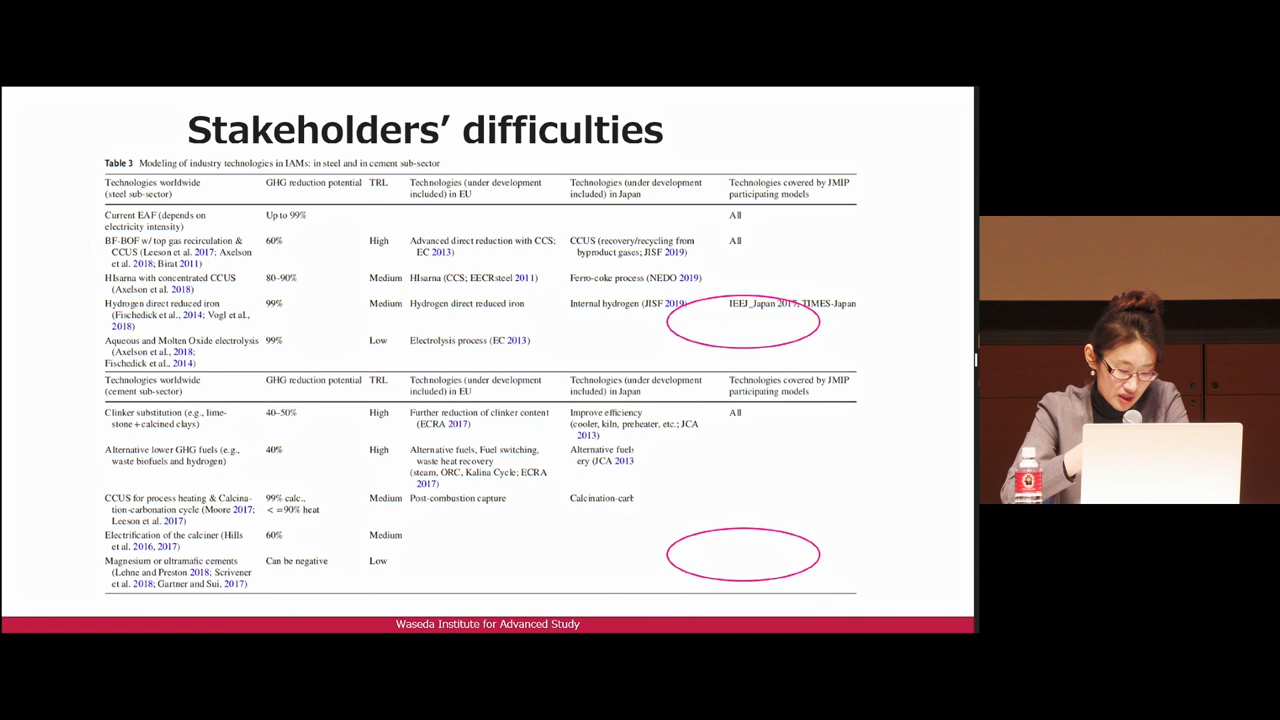 Stakeholders' difficulties
Table 3 Modeling of industry technologies in IAMs: in steel and in cement sub-sector
Technologies worldwide GHG reduction potential TRL Technologies (under development Technologies (under development Technologies covered by JMIP
(steel sub-sector) included) in EU included) in Japan participating models
Current EAF (depends on Up to 99% All
electricity intensity)
BF-BOF w/ top gas recirculation & 60% High Advanced direct reduction with CCS; CCUS (recovery/recycling from All
CCUS (Leeson et al. 2017; Axelson EC 2013) byproduct gases; JISF 2019)
et al. 2018; Birat 2011)
HIsarna with concentrated CCUS 80–90% Medium HIsarna (CCS; EECRsteel 2011) Ferro-coke process (NEDO 2019)
(Axelson et al. 2018)
Hydrogen direct reduced iron 99% Medium Hydrogen direct reduced iron Internal hydrogen (JISF 2019) IEEJ_Japan 2017, TIMES-Japan
(Fischedick et al., 2014; Vogl et al.,
2018)
Aqueous and Molten Oxide electrolysis 99% Low Electrolysis process (EC 2013)
(Axelson et al., 2018;
Fischedick et al., 2014)
Technologies worldwide GHG reduction potential TRL Technologies (under development Technologies (under development Technologies covered by JMIP
(cement sub-sector) included) in EU included) in Japan participating models
Clinker substitution (e.g., lime- 40–50% High Further reduction of clinker content Improve efficiency All
stone + calcined clays) (ECRA 2017) (cooler, kiln, preheater, etc.; JCA
2013)
Alternative lower GHG fuels (e.g., 40% High Alternative fuels, Fuel switching, Alternative fuels
waste biofuels and hydrogen) waste heat recovery ery (JCA 2013
(steam, ORC, Kalina Cycle; ECRA
2017)
CCUS for process heating & Calcina- 99% calc., Medium Post-combustion capture Calcination-carb
tion-carbonation cycle (Moore 2017; < =90% heat
Leeson et al. 2017)
Electrification of the calciner (Hills 60% Medium
et al. 2016, 2017)
Magnesium or ultramafic cements Can be negative Low
(Lehne and Preston 2018; Scrivener
et al. 2018; Gartner and Sui, 2017)
Waseda Institute for Advanced Study